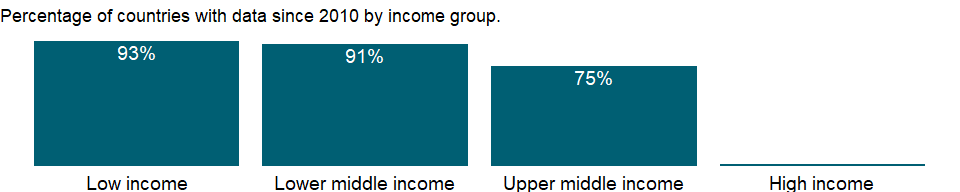 Percentage of countries with data since 2010 by income group.
93%
91%
75%
Low income
Lower middle income
Upper middle income
High income